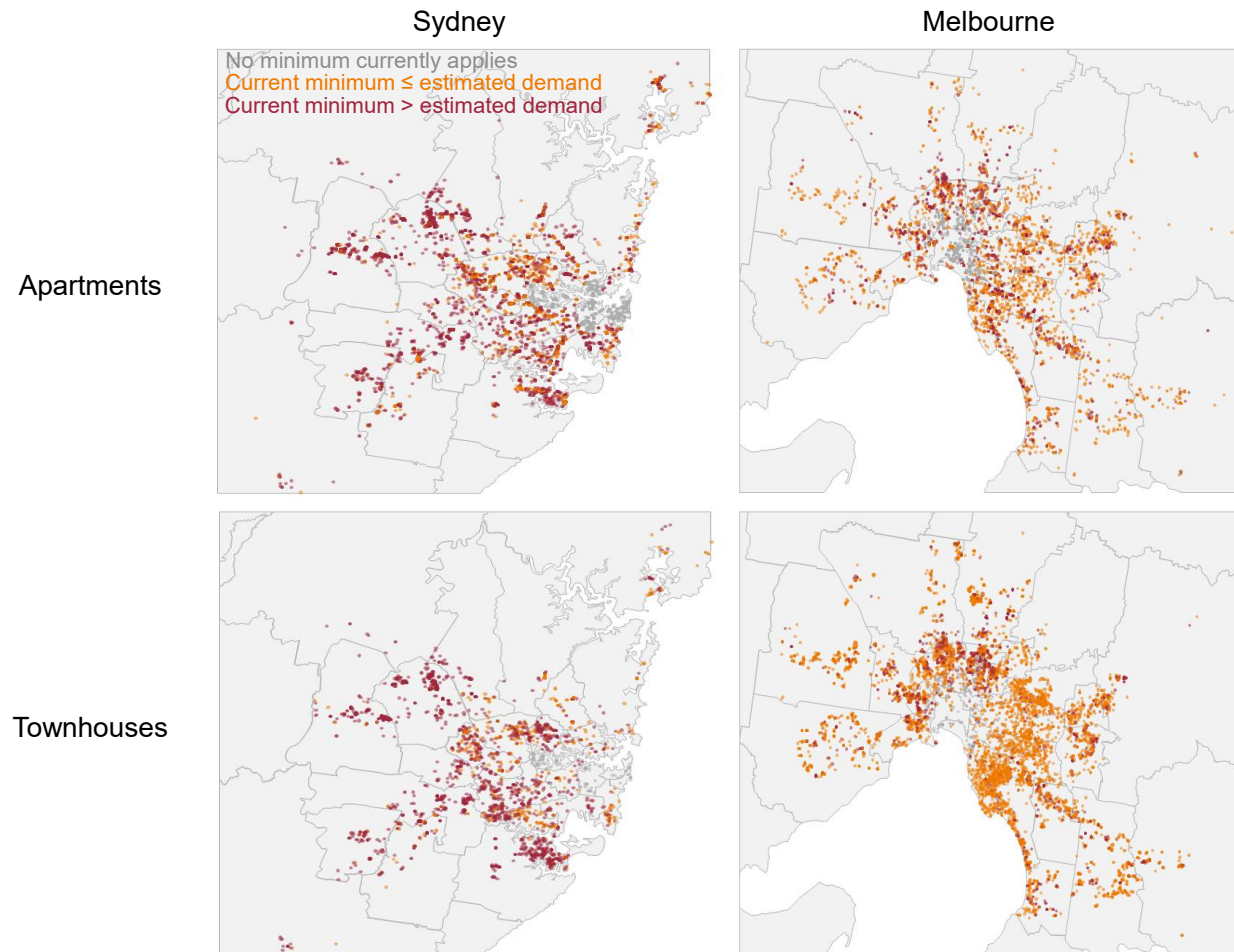 Sydney
Melbourne
No minimum currently applies
Current minimum ≤ estimated demand
Current minimum > estimated demand
Apartments
Townhouses